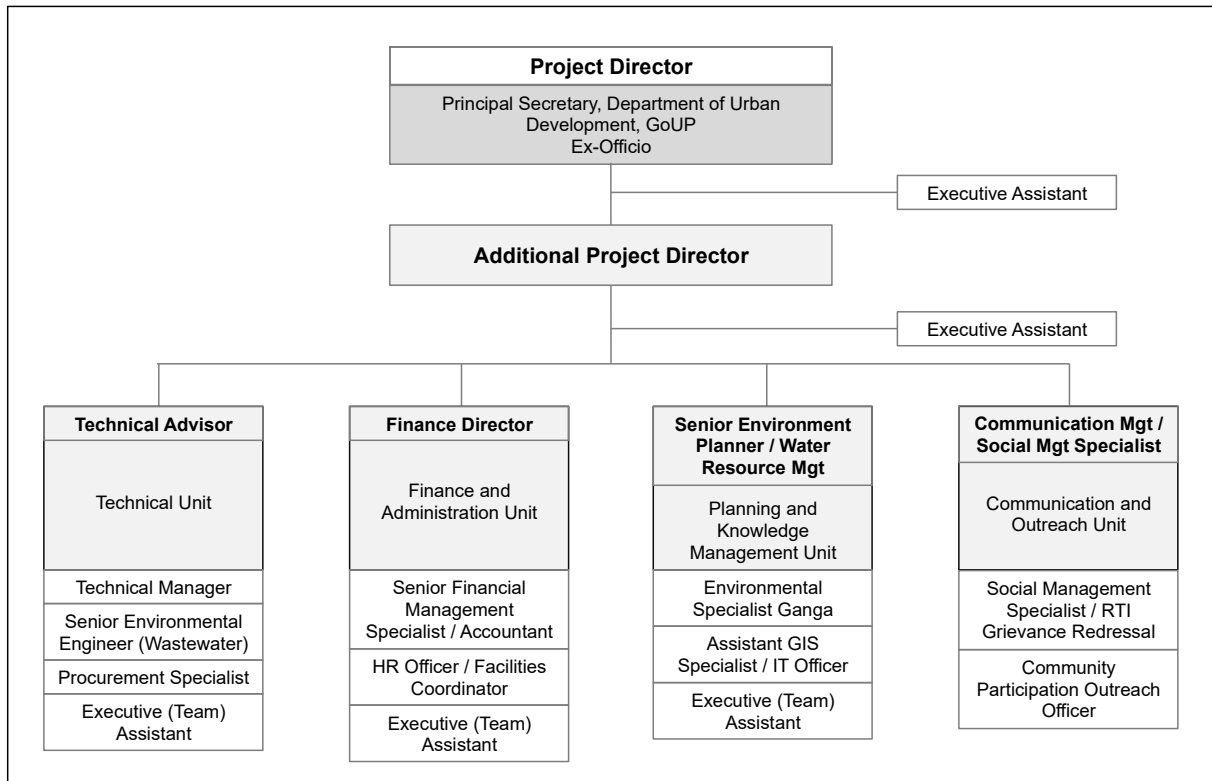 Project Director
Principal Secretary, Department of Urban
Development, GoUP
Ex-Officio
Executive Assistant
Additional Project Director
Executive Assistant
Technical Advisor
Technical Unit
Technical Manager
Senior Environmental
Engineer (Wastewater)
Procurement Specialist
Executive (Team)
Assistant
Finance Director
Finance and
Administration Unit
Senior Financial
Management
Specialist / Accountant
HR Officer / Facilities
Coordinator
Executive (Team)
Assistant
Senior Environment
Planner / Water
Resource Mgt
Planning and
Knowledge
Management Unit
Environmental
Specialist Ganga
Assistant GIS
Specialist / IT Officer
Executive (Team)
Assistant
Communication Mgt /
Social Mgt Specialist
Communication and
Outreach Unit
Social Management
Specialist / RTI
Grievance Redressal
Community
Participation Outreach
Officer